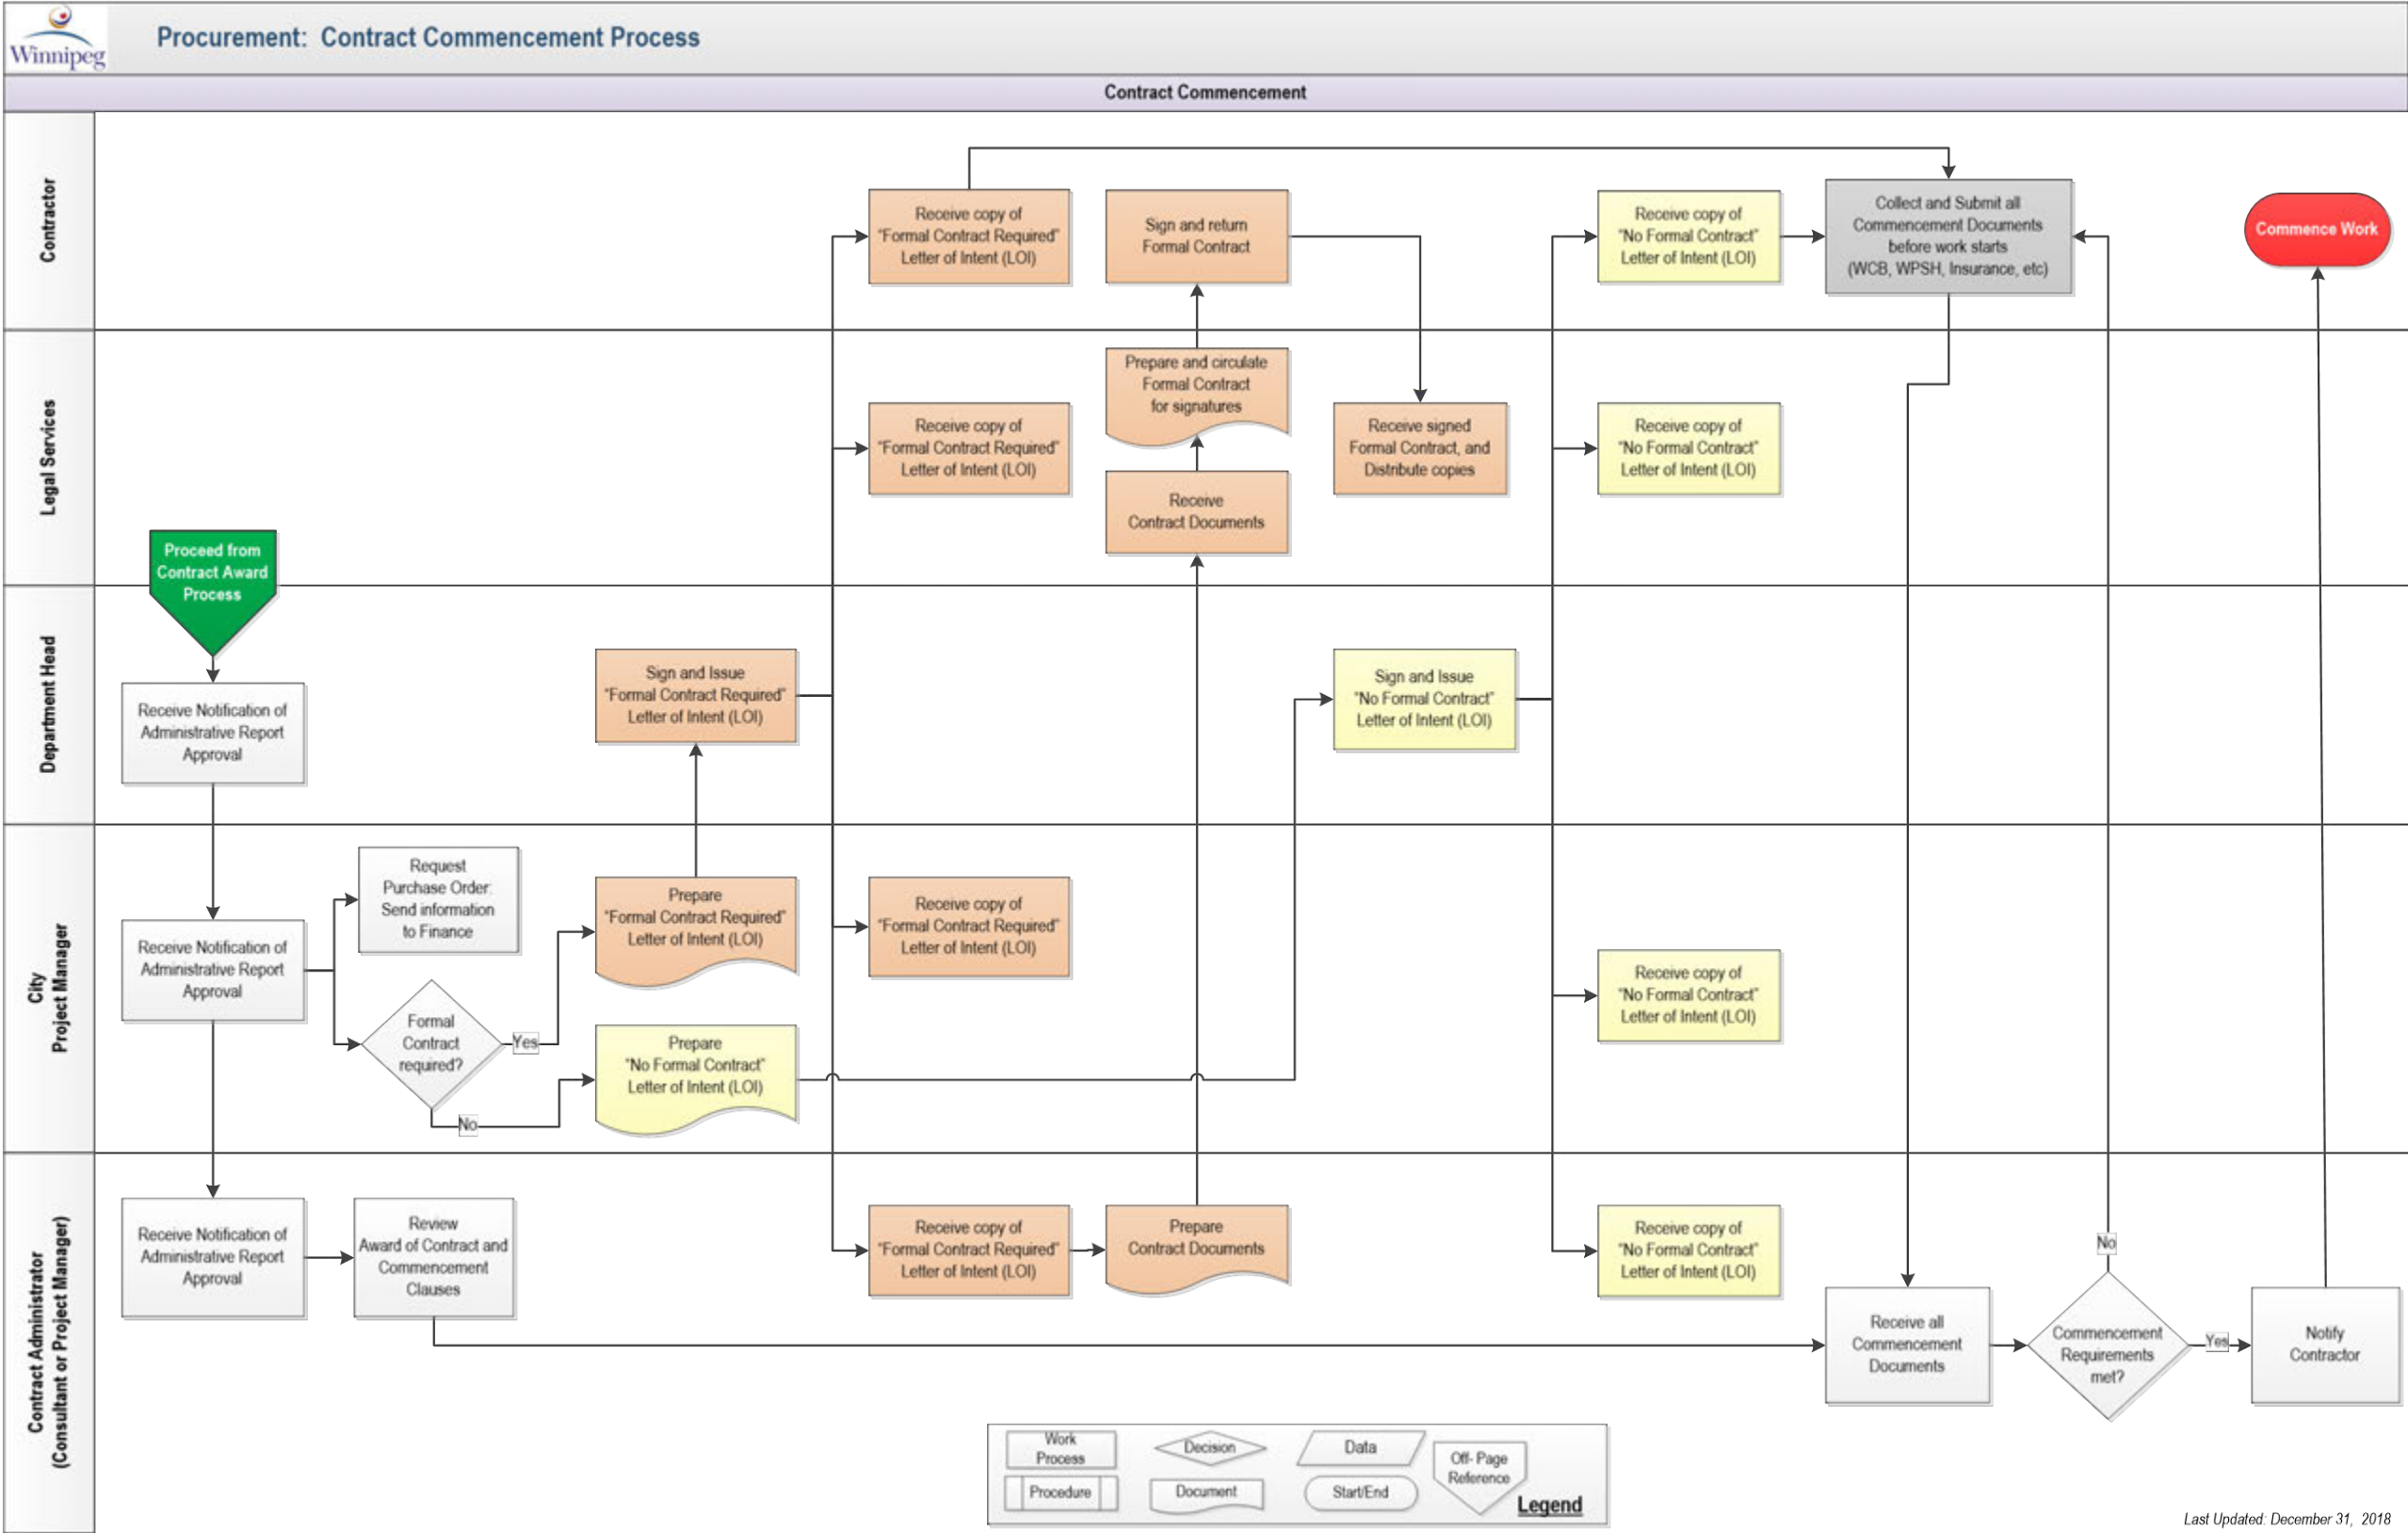 Winnipeg
Procurement: Contract Commencement Process
Contract Commencement
Contractor
Receive copy of
"Formal Contract Required"
Letter of Intent (LOI)
Sign and return
Formal Contract
Receive copy of
"No Formal Contract"
Letter of Intent (LOI)
Collect and Submit all
Commencement Documents
before work starts
(WCB, WPSH, Insurance, etc)
Commence Work
Legal Services
Proceed from
Contract Award
Process
Receive copy of
"Formal Contract Required"
Letter of Intent (LOI)
Prepare and circulate
Formal Contract
for signatures
Receive
Contract Documents
Receive signed
Formal Contract, and
Distribute copies
Receive copy of
"No Formal Contract"
Letter of Intent (LOI)
Department Head
Receive Notification of
Administrative Report
Approval
Sign and Issue
"Formal Contract Required"
Letter of Intent (LOI)
Sign and Issue
"No Formal Contract"
Letter of Intent (LOI)
City
Project Manager
Receive Notification of
Administrative Report
Approval
Request
Purchase Order:
Send information
to Finance
Formal
Contract
required?
Yes
No
Prepare
"Formal Contract Required"
Letter of Intent (LOI)
Prepare
"No Formal Contract"
Letter of Intent (LOI)
Receive copy of
"Formal Contract Required"
Letter of Intent (LOI)
Receive copy of
"No Formal Contract"
Letter of Intent (LOI)
Contract Administrator
(Consultant or Project Manager)
Receive Notification of
Administrative Report
Approval
Review
Award of Contract and
Commencement
Clauses
Receive copy of
"Formal Contract Required"
Letter of Intent (LOI)
Prepare
Contract Documents
Receive copy of
"No Formal Contract"
Letter of Intent (LOI)
Receive all
Commencement
Documents
No
Commencement
Requirements
met?
Yes
Notify
Contractor
Work
Process
Decision
Data
Off- Page
Reference
Procedure
Document
Start/End
Legend
Last Updated: December 31, 2018